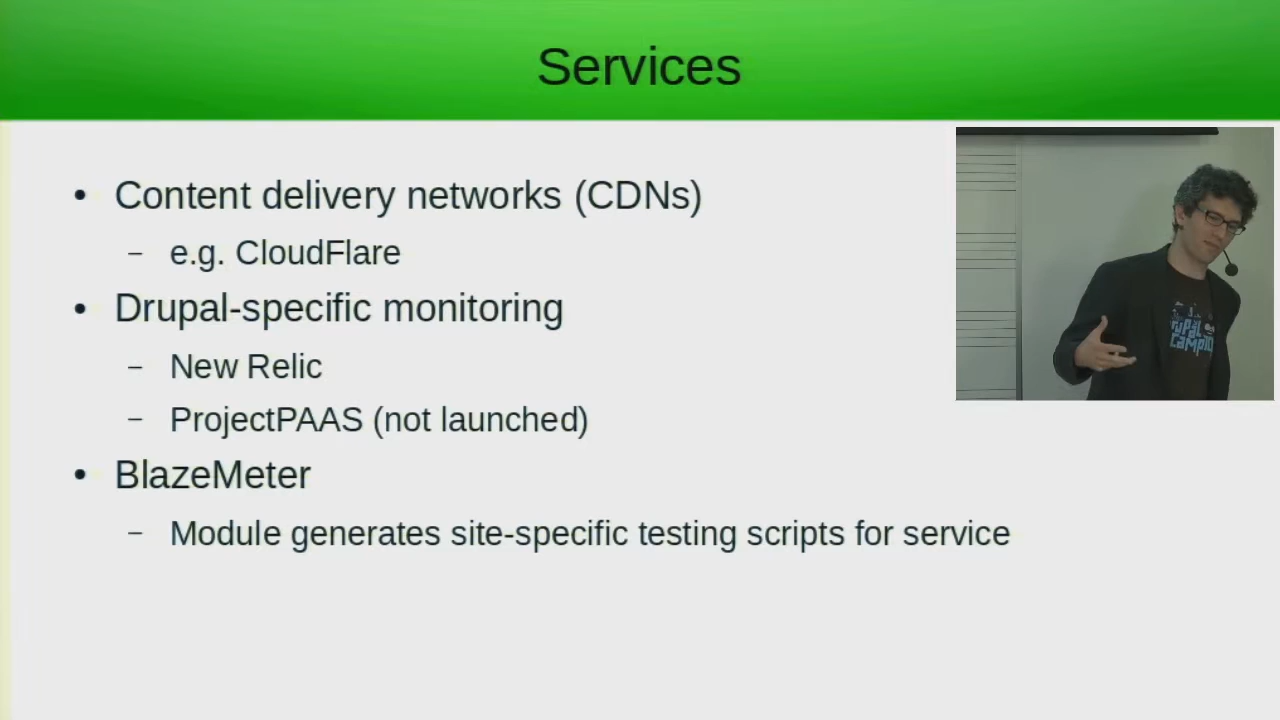 Services
• Content delivery networks (CDNs)
– e.g. CloudFlare
• Drupal-specific monitoring
– New Relic
– ProjectPAAS (not launched)
• BlazeMeter
– Module generates site-specific testing scripts for service